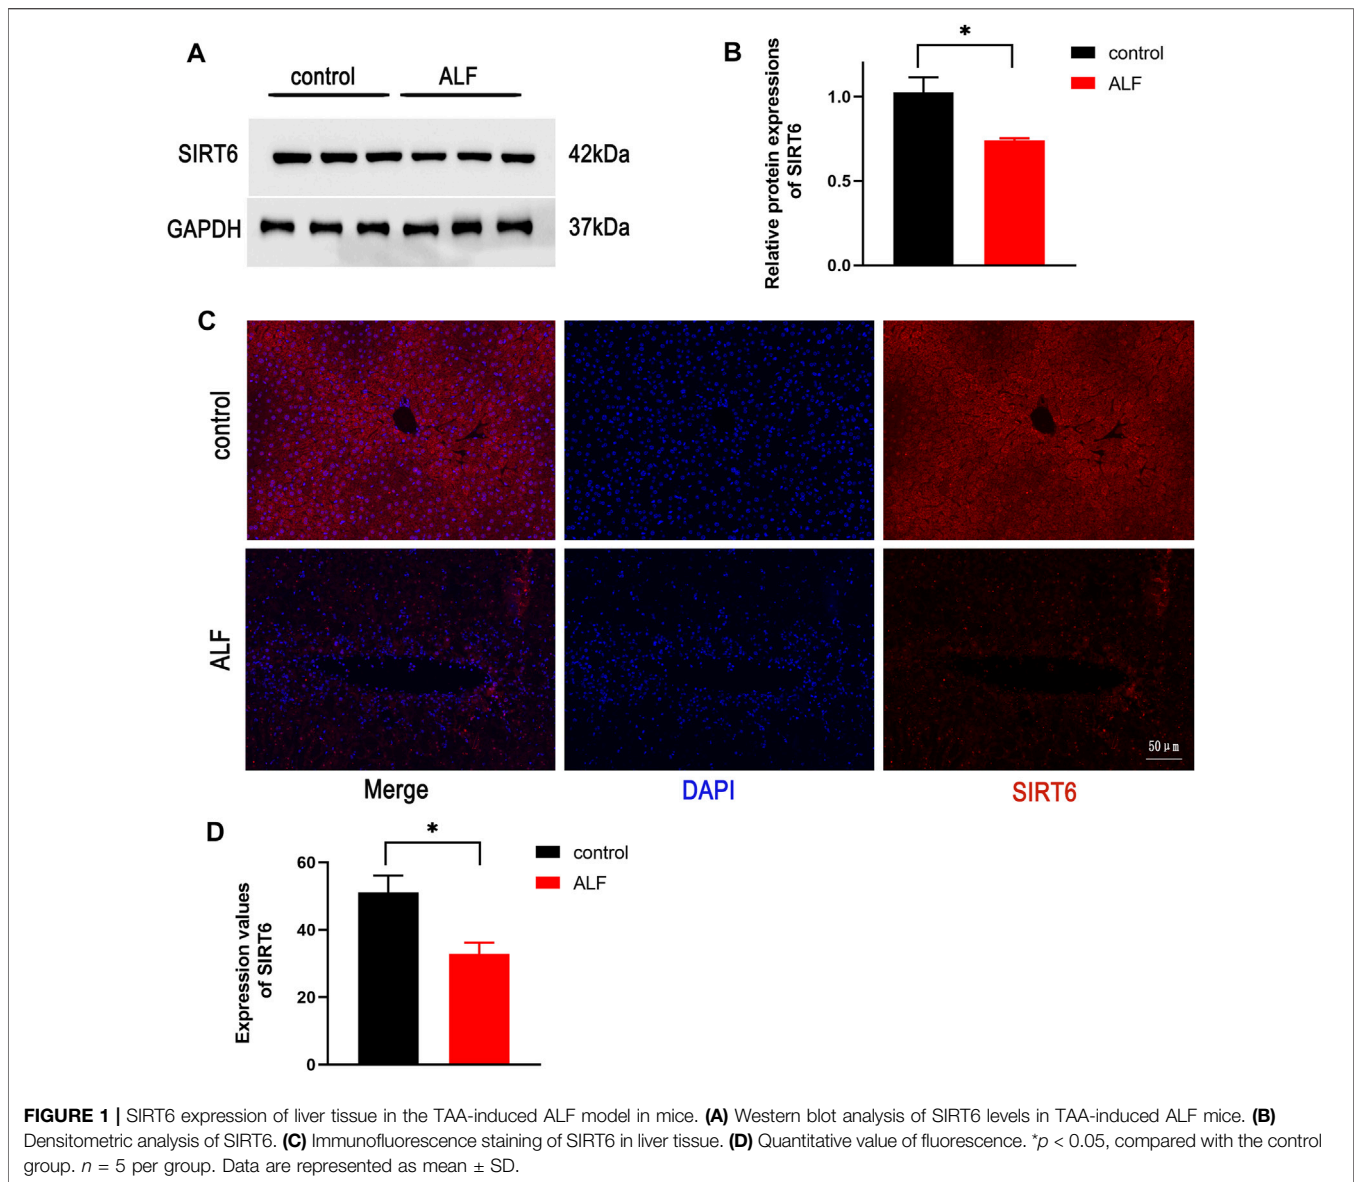 A
control
ALF
SIRT6
42kDa
GAPDH
37kDa
B
*
control
ALF
Relative protein expressions
of SIRT6
1.0
0.5
0.0
C
control
ALF
50 μm
Merge
DAPI
SIRT6
D
*
control
ALF
Expression values
of SIRT6
60
40
20
0
FIGURE 1 | SIRT6 expression of liver tissue in the TAA-induced ALF model in mice. (A) Western blot analysis of SIRT6 levels in TAA-induced ALF mice. (B)
Densitometric analysis of SIRT6. (C) Immunofluorescence staining of SIRT6 in liver tissue. (D) Quantitative value of fluorescence. *p < 0.05, compared with the control
group. n = 5 per group. Data are represented as mean ± SD.